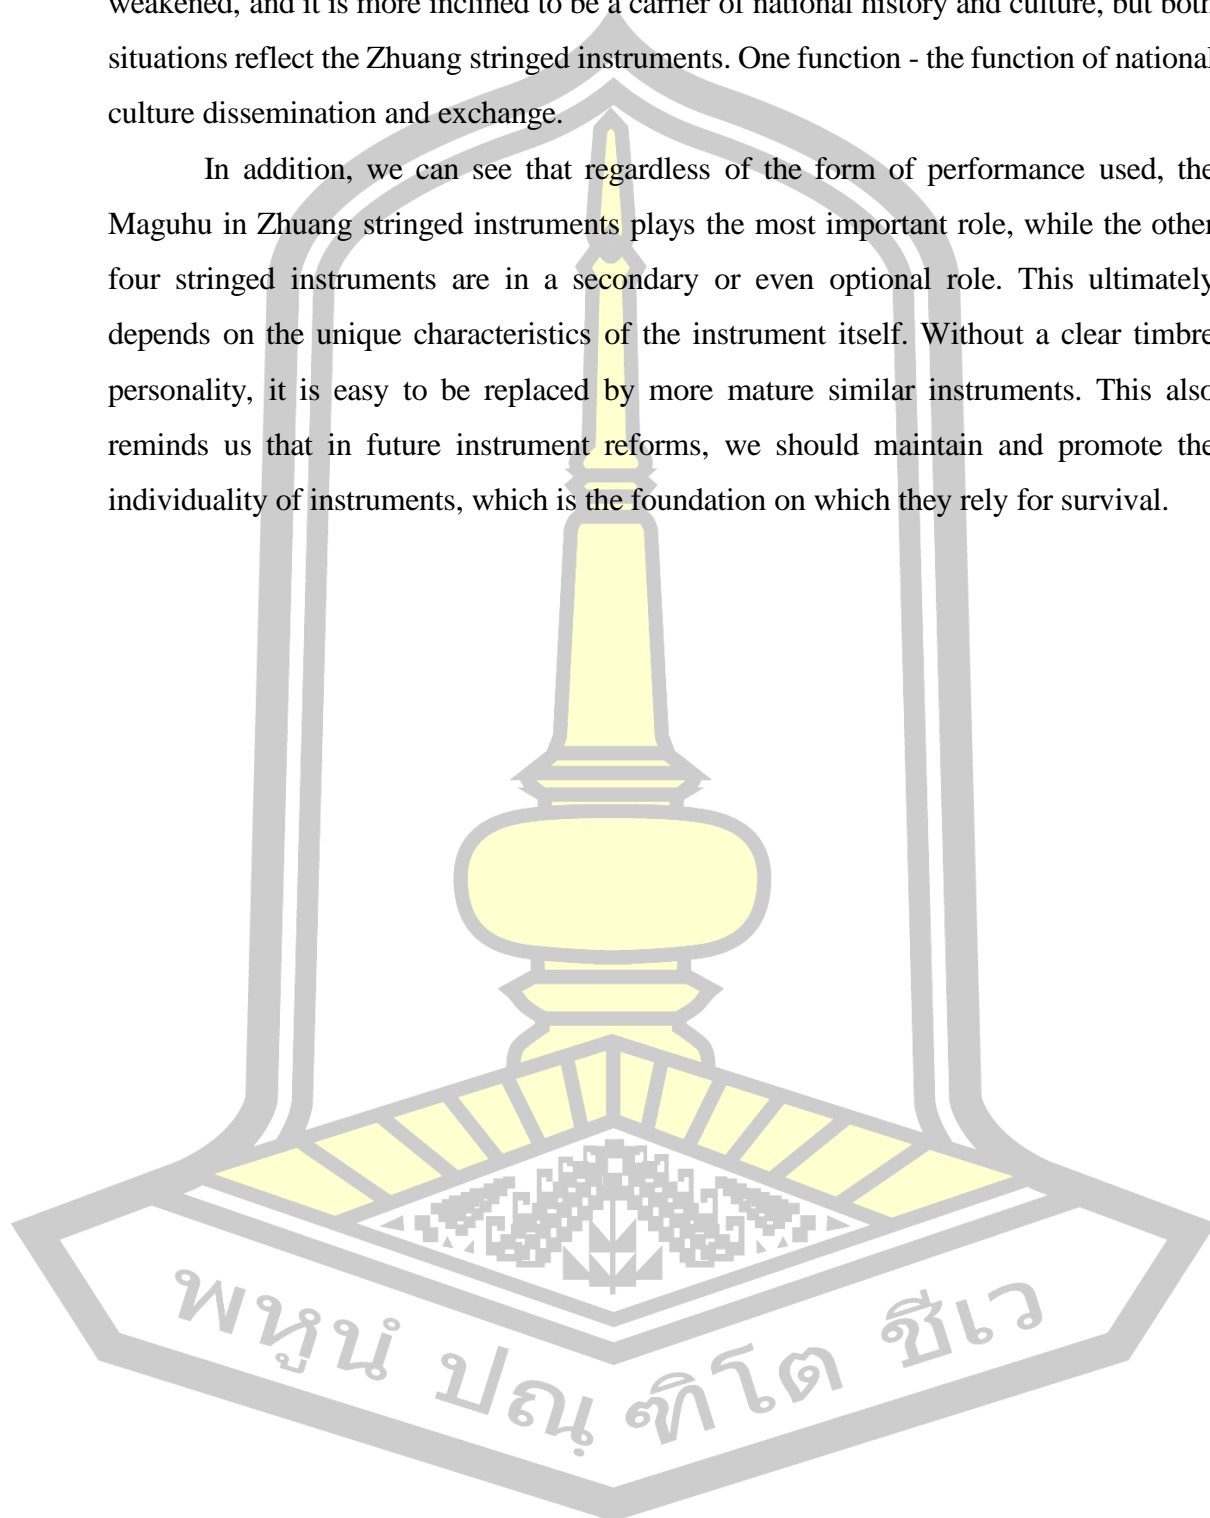 weakened, and it is more inclined to be a carrier of national history and culture, but both
situations reflect the Zhuang stringed instruments. One function - the function of national
culture dissemination and exchange.
In addition, we can see that regardless of the form of performance used, the
Maguhu in Zhuang stringed instruments plays the most important role, while the other
four stringed instruments are in a secondary or even optional role. This ultimately
depends on the unique characteristics of the instrument itself. Without a clear timbre
personality, it is easy to be replaced by more mature similar instruments. This also
reminds us that in future instrument reforms, we should maintain and promote the
individuality of instruments, which is the foundation on which they rely for survival.
พหูนํ ปณฺฑิโต ชีเว